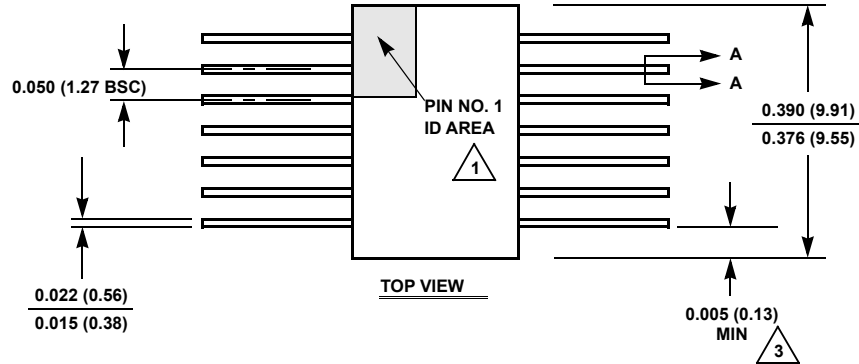 0.050 (1.27 BSC)
PIN NO. 1
ID AREA
1
A
A
0.390 (9.91)
0.376 (9.55)
0.022 (0.56)
0.015 (0.38)
TOP VIEW
0.005 (0.13)
MIN
3